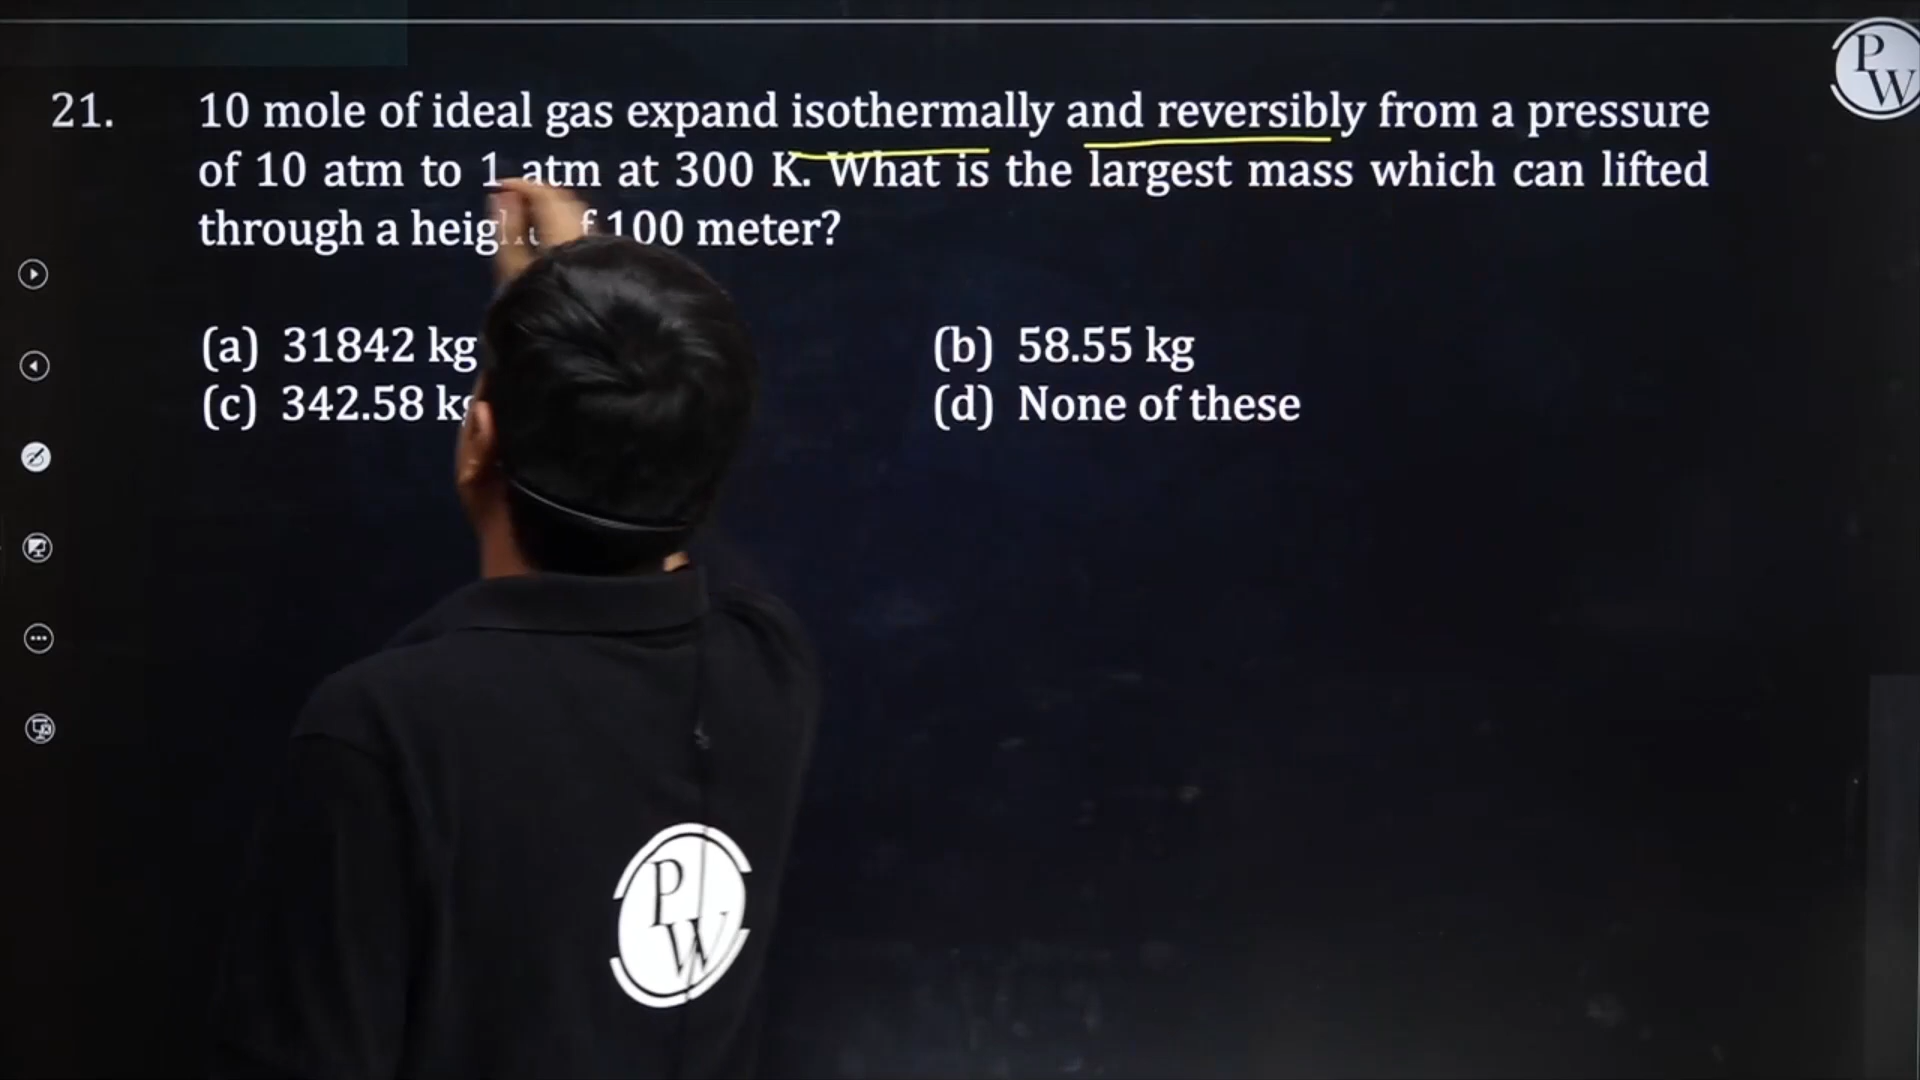 P
W
21. 10 mole of ideal gas expand isothermally and reversibly from a pressure
of 10 atm to 1 atm at 300 K. What is the largest mass which can lifted
through a 100 meter?
(a) 31842 kg (b) 58.55 kg
(c) 342.58 (d) None of these
P
W